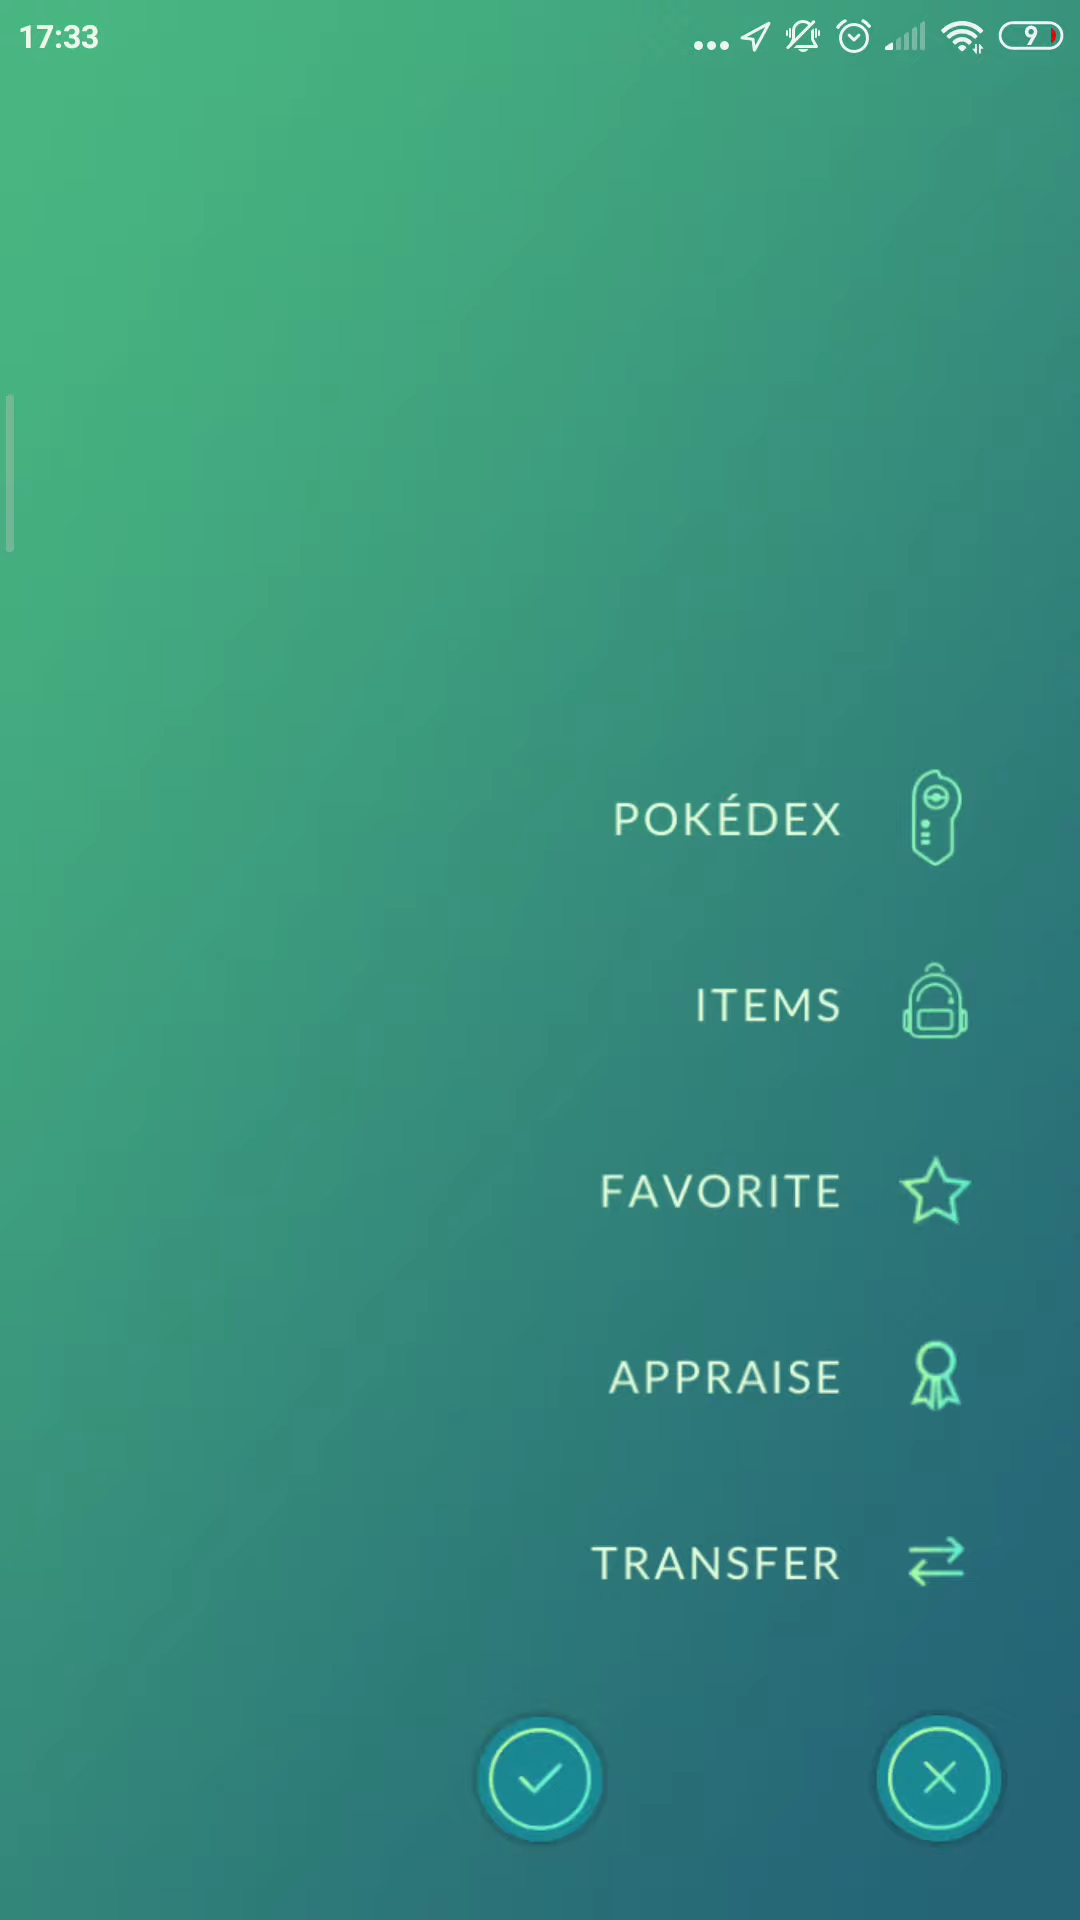 17:33
9
POKÉDEX
ITEMS
FAVORITE
APPRAISE
TRANSFER